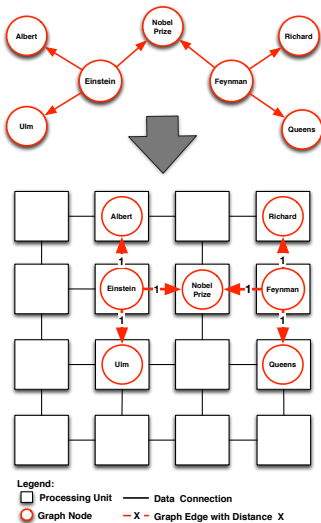 Albert
Nobel
Prize
Richard
Einstein
Feynman
Ulm
Queens
Albert
Richard
1
1
Einstein
1
Nobel
Prize
1
Feynman
1
1
Ulm
Queens
Legend:
Processing Unit
Data Connection
Graph Node
X
Graph Edge with Distance X